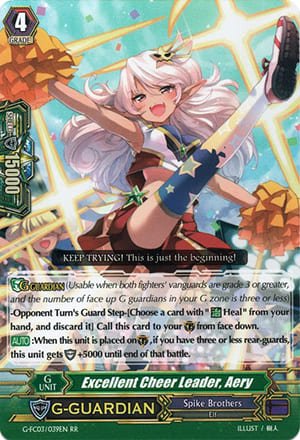 4
GRADE
SHIELD
15000
KEEP TRYING! This is just the beginning!
G GUARDIAN (Usable when both fighters' vanguards are grade 3 or greater,
and the number of face up G guardians in your G zone is three or less)
-Opponent Turn's Guard Step-[Choose a card with " Heal" from your
hand, and discard it] Call this card to your from face down.
AUTO :When this unit is placed on , if you have three or less rear-guards,
this unit gets +5000 until end of that battle.
G
UNIT
Excellent Cheer Leader, Aery
G-GUARDIAN
Spike Brothers
Elf
G-FC03/039EN RR
ILLUST / 樹人